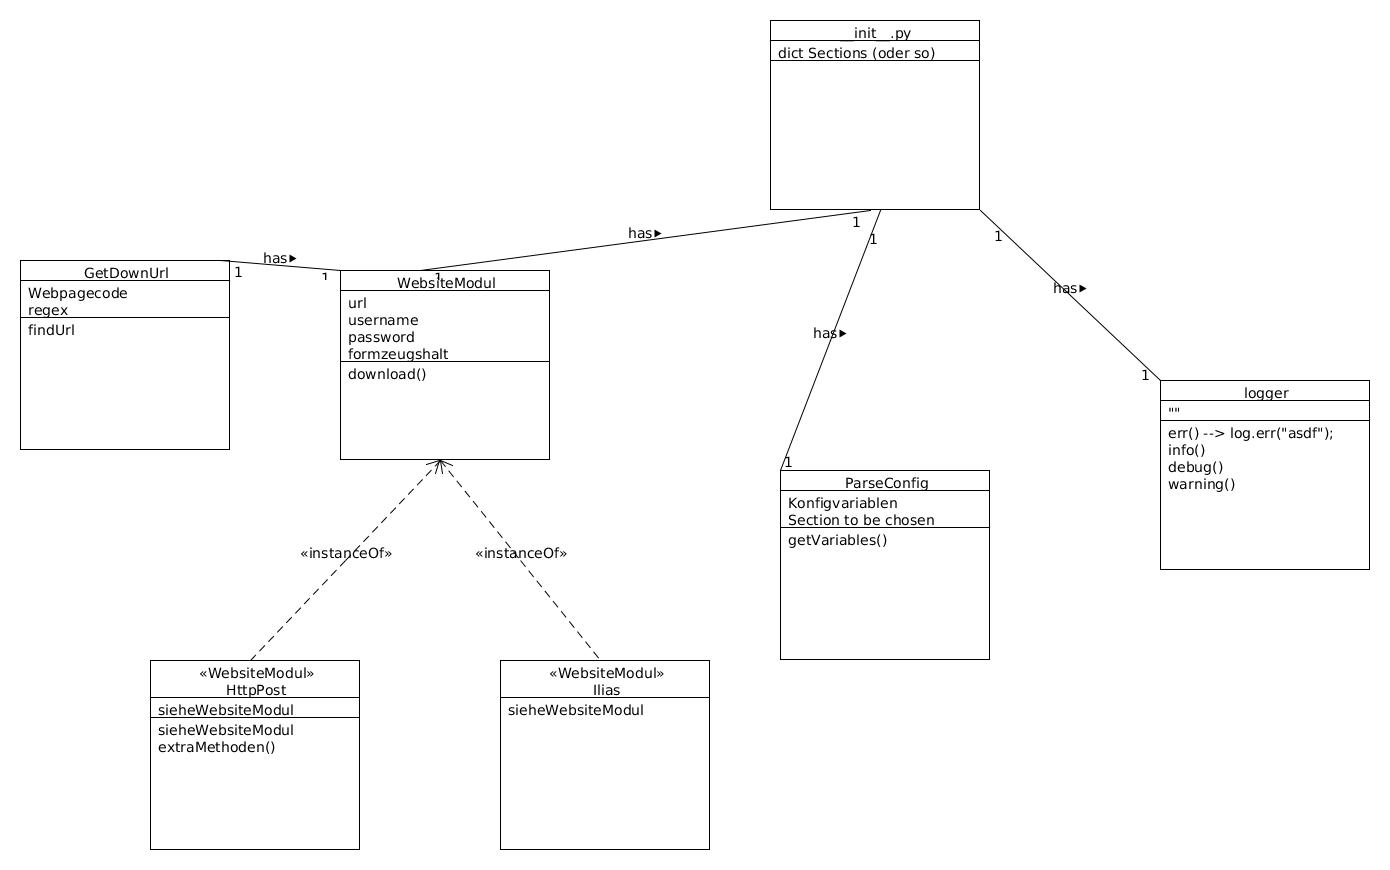 __init__.py
dict Sections (oder so)
1
1
1
has▶
has▶
has▶
has▶
1
1
1
1
1
GetDownUrl
Webpagecode
regex
findUrl
WebsiteModul
url
username
password
formzeugshalt
download()
logger
""
err() --> log.err("asdf");
info()
debug()
warning()
ParseConfig
Konfigvariablen
Section to be chosen
getVariables()
«instanceOf»
«instanceOf»
«WebsiteModul»
HttpPost
sieheWebsiteModul
sieheWebsiteModul
extraMethoden()
«WebsiteModul»
Ilias
sieheWebsiteModul